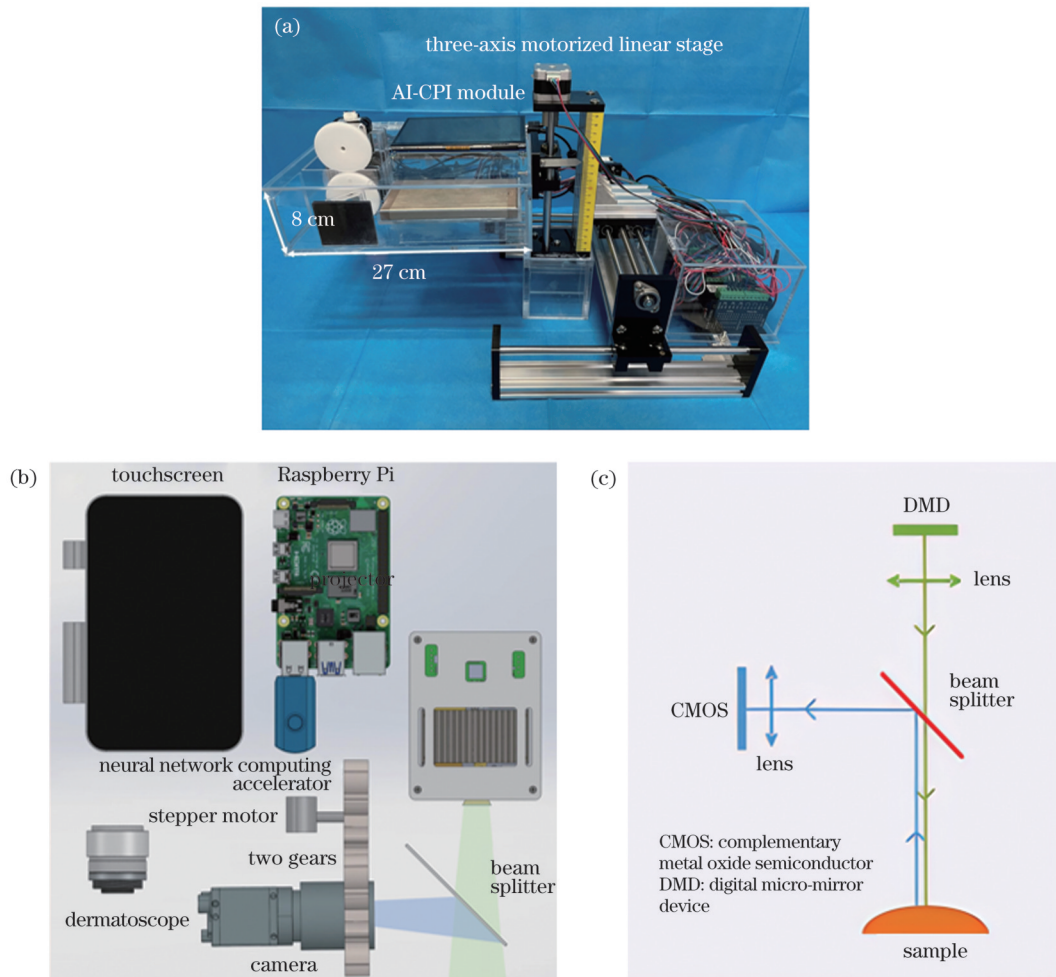 (a)
three-axis motorized linear stage
AI-CPI module
8 cm
27 cm
(b)
touchscreen
Raspberry Pi
projector
neural network computing
accelerator
stepper motor
two gears
beam
splitter
dermatoscope
camera
(c)
DMD
lens
beam
splitter
CMOS
lens
CMOS: complementary
metal oxide semiconductor
DMD: digital micro-mirror
device
sample